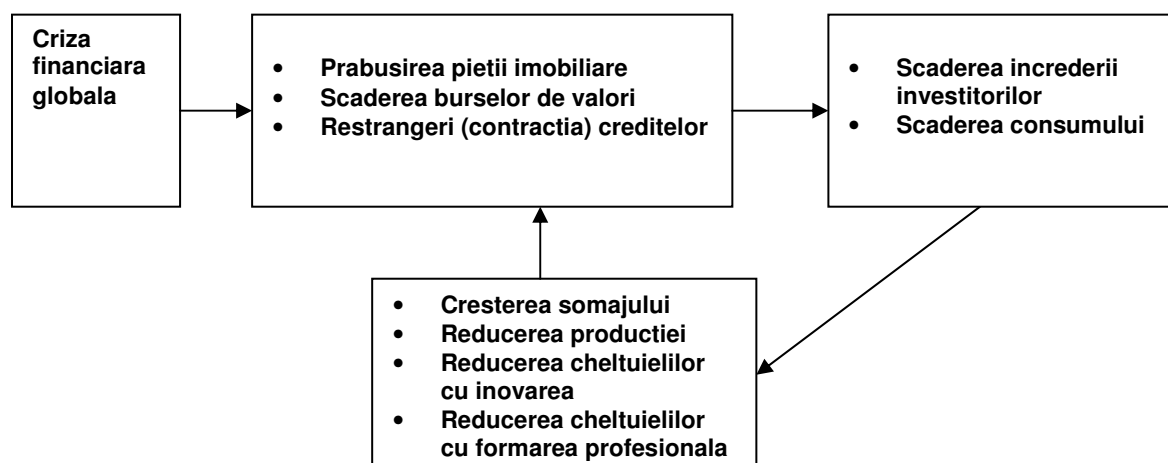 Criza
financiara
globala
• Prabusirea pietii imobiliare
• Scaderea burselor de valori
• Restrangeri (contractia) creditelor
• Scaderea increderii
investitorilor
• Scaderea consumului
• Cresterea somajului
• Reducerea productiei
• Reducerea cheltuielilor
cu inovarea
• Reducerea cheltuielilor
cu formarea profesionala